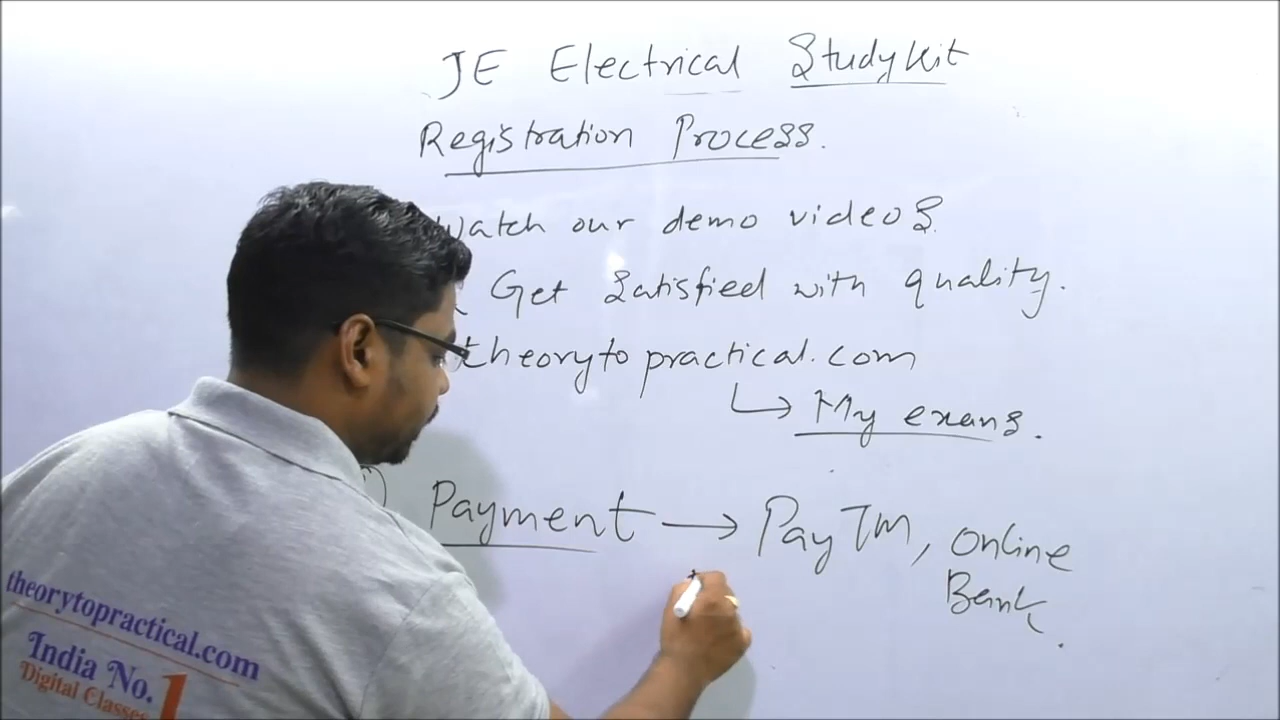 JE Electrical Studykit
Registration Process.
Watch our demo videos.
Get Satisfied with quality.
theorytopractical.com
↳ My exams.
Payment → PayTM, online
Bank.
theorytopractical.com
India No. 1
Digital Classes